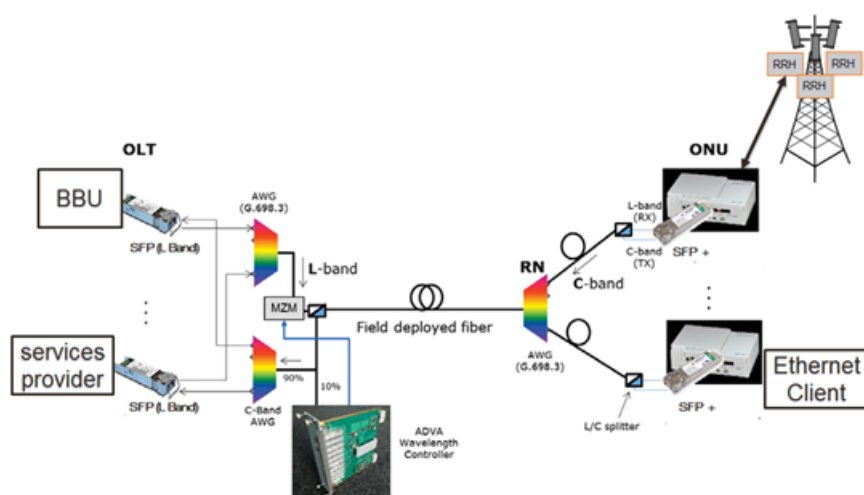 RRH
RRH
RRH
OLT
ONU
BBU
AWG
(G.698.3)
L-band
(RX)
SFP (L Band)
C-band
(TX)
SFP +
L-band
RN
C-band
MZM
Field deployed fiber
services
provider
AWG
(G.698.3)
Ethernet
Client
90%
10%
SFP (L Band)
C-Band
AWG
ADVA
Wavelength
Controller
L/C splitter
SFP +